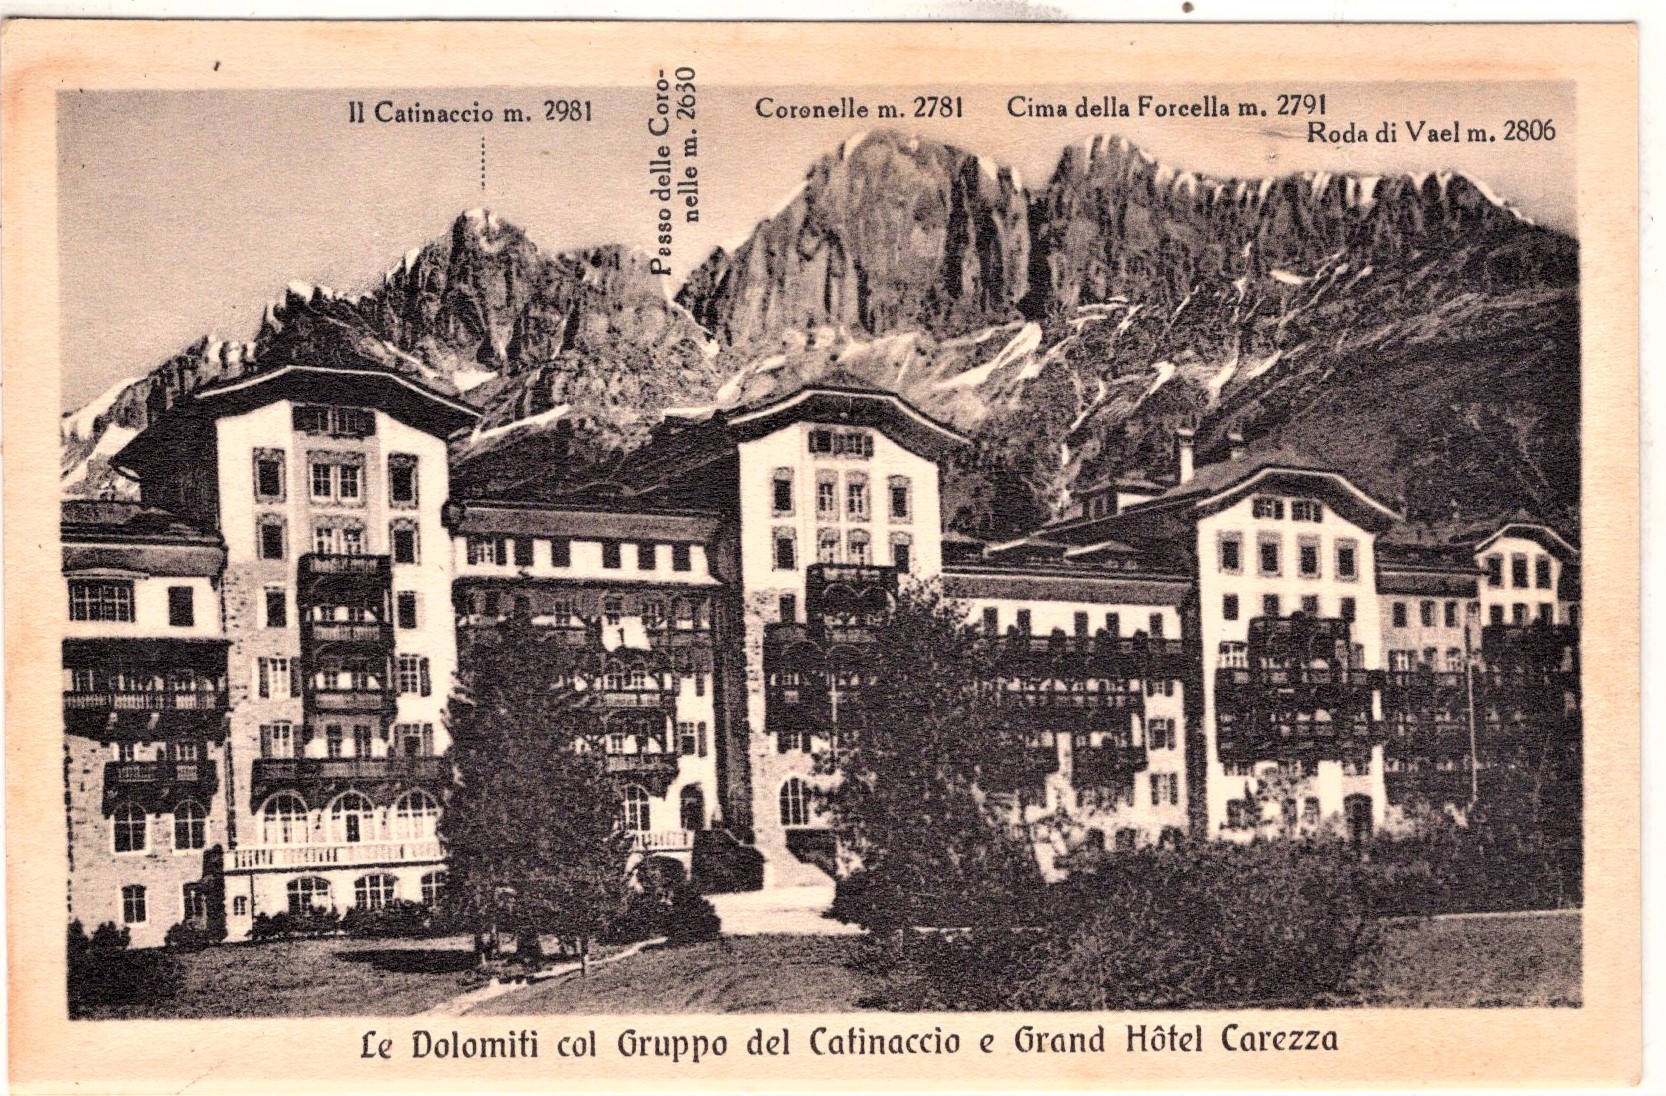 Il Catinaccio m. 2981
Passo delle Coro-
nelle m. 2630
Coronelle m. 2781
Cima della Forcella m. 2791
Roda di Vael m. 2806
Le Dolomiti col Gruppo del Catinaccio e Grand Hôtel Carezza